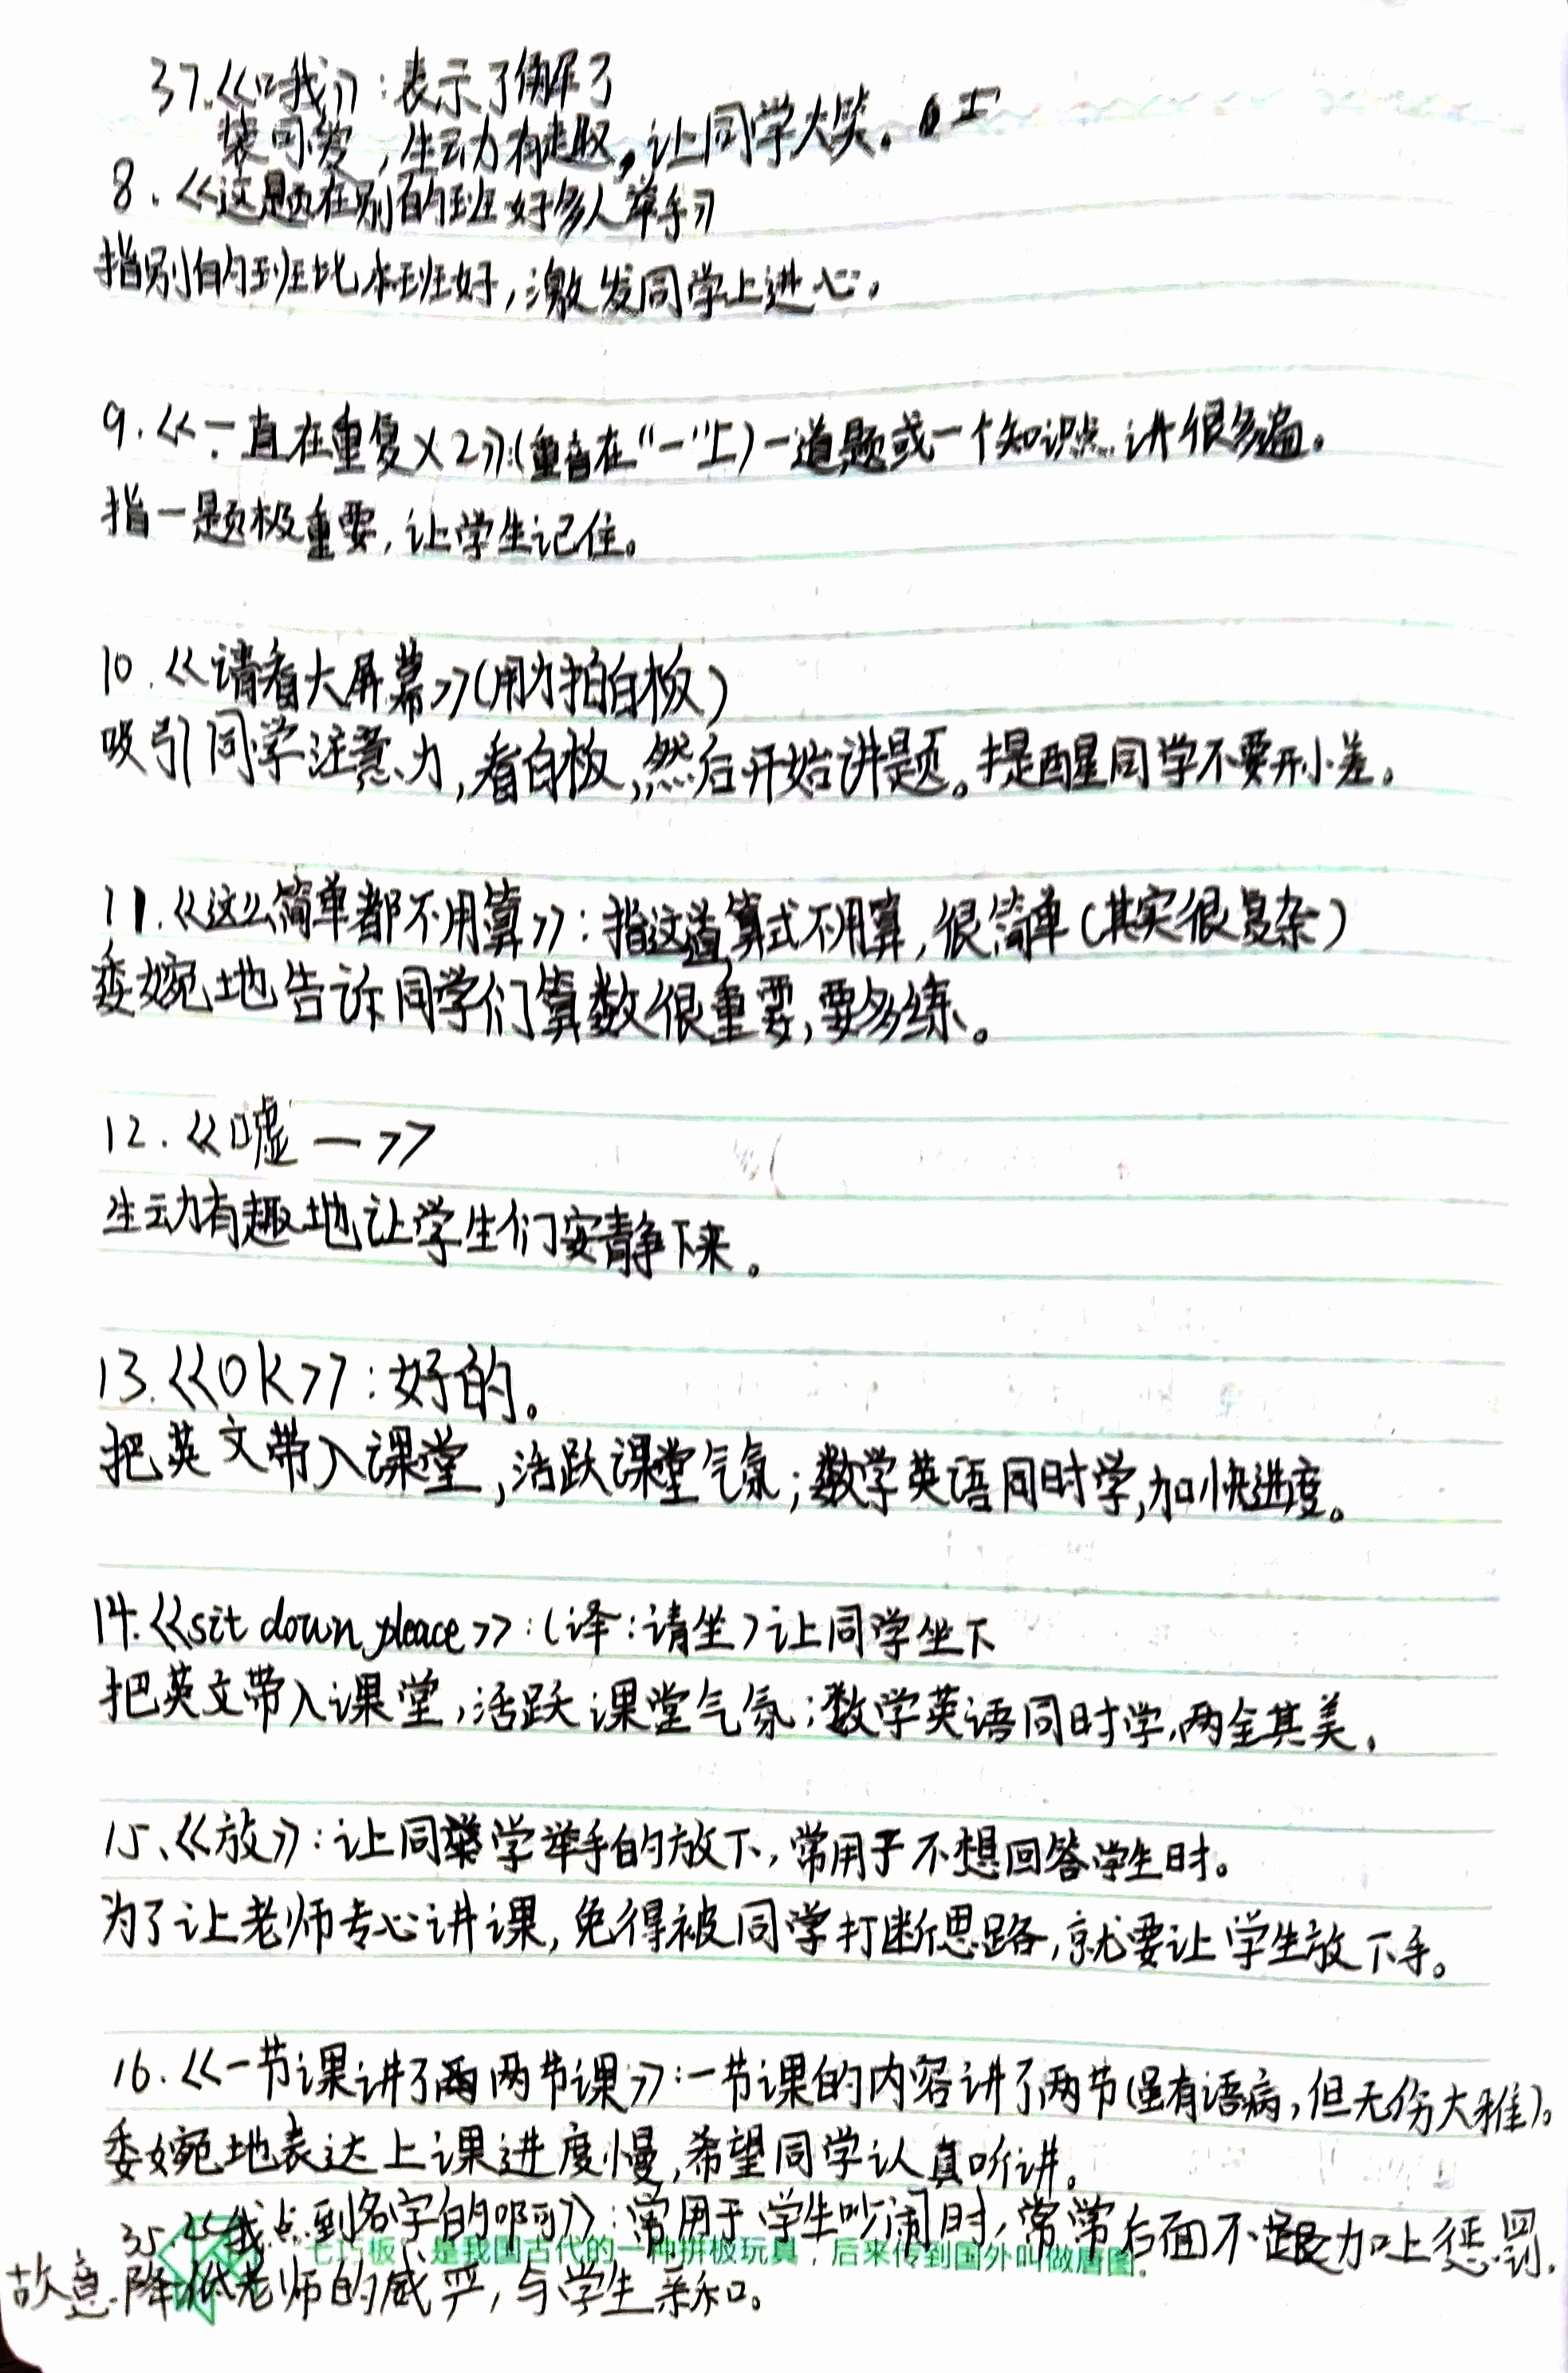 37.《哦》：表示了解了
装可爱，生动有趣，让同学大笑。
8.《这题在别的班好多人举手》
指别的班比本班好，激发同学上进心。
9.《一直在重复×2》：(重音在“一”上)一道题或一个知识点讲很多遍。
指一题极重要，让学生记住。
10.《请看大屏幕》(用力拍白板)
吸引同学注意力，看白板，然后开始讲题。提醒同学不要开小差。
11.《这么简单都不用算》：指这道算式不用算，很简单(其实很复杂)
委婉地告诉同学们算数很重要，要多练。
12.《嘘—》
生动有趣地让学生们安静下来。
13.《OK》：好的。
把英文带入课堂，活跃课堂气氛；数学英语同时学，加快进度。
14.《sit down pleace》：(译：请坐)让同学坐下
把英文带入课堂，活跃课堂气氛；数学英语同时学，两全其美。
15、《放》：让同学举手的放下，常用于不想回答学生时。
为了让老师专心讲课，免得被同学打断思路，就要让学生放下手。
16.《一节课讲了两节课》：一节课的内容讲了两节(虽有语病，但无伤大雅)。
委婉地表达上课进度慢，希望同学认真听讲。
35.《我点到名字的啊》：常用于学生吵闹时，常常后面不跟加上惩罚，
七巧板，是我国古代的一种拼板玩具，后来传到国外叫做唐图。
故意降低老师的威严，与学生亲和。